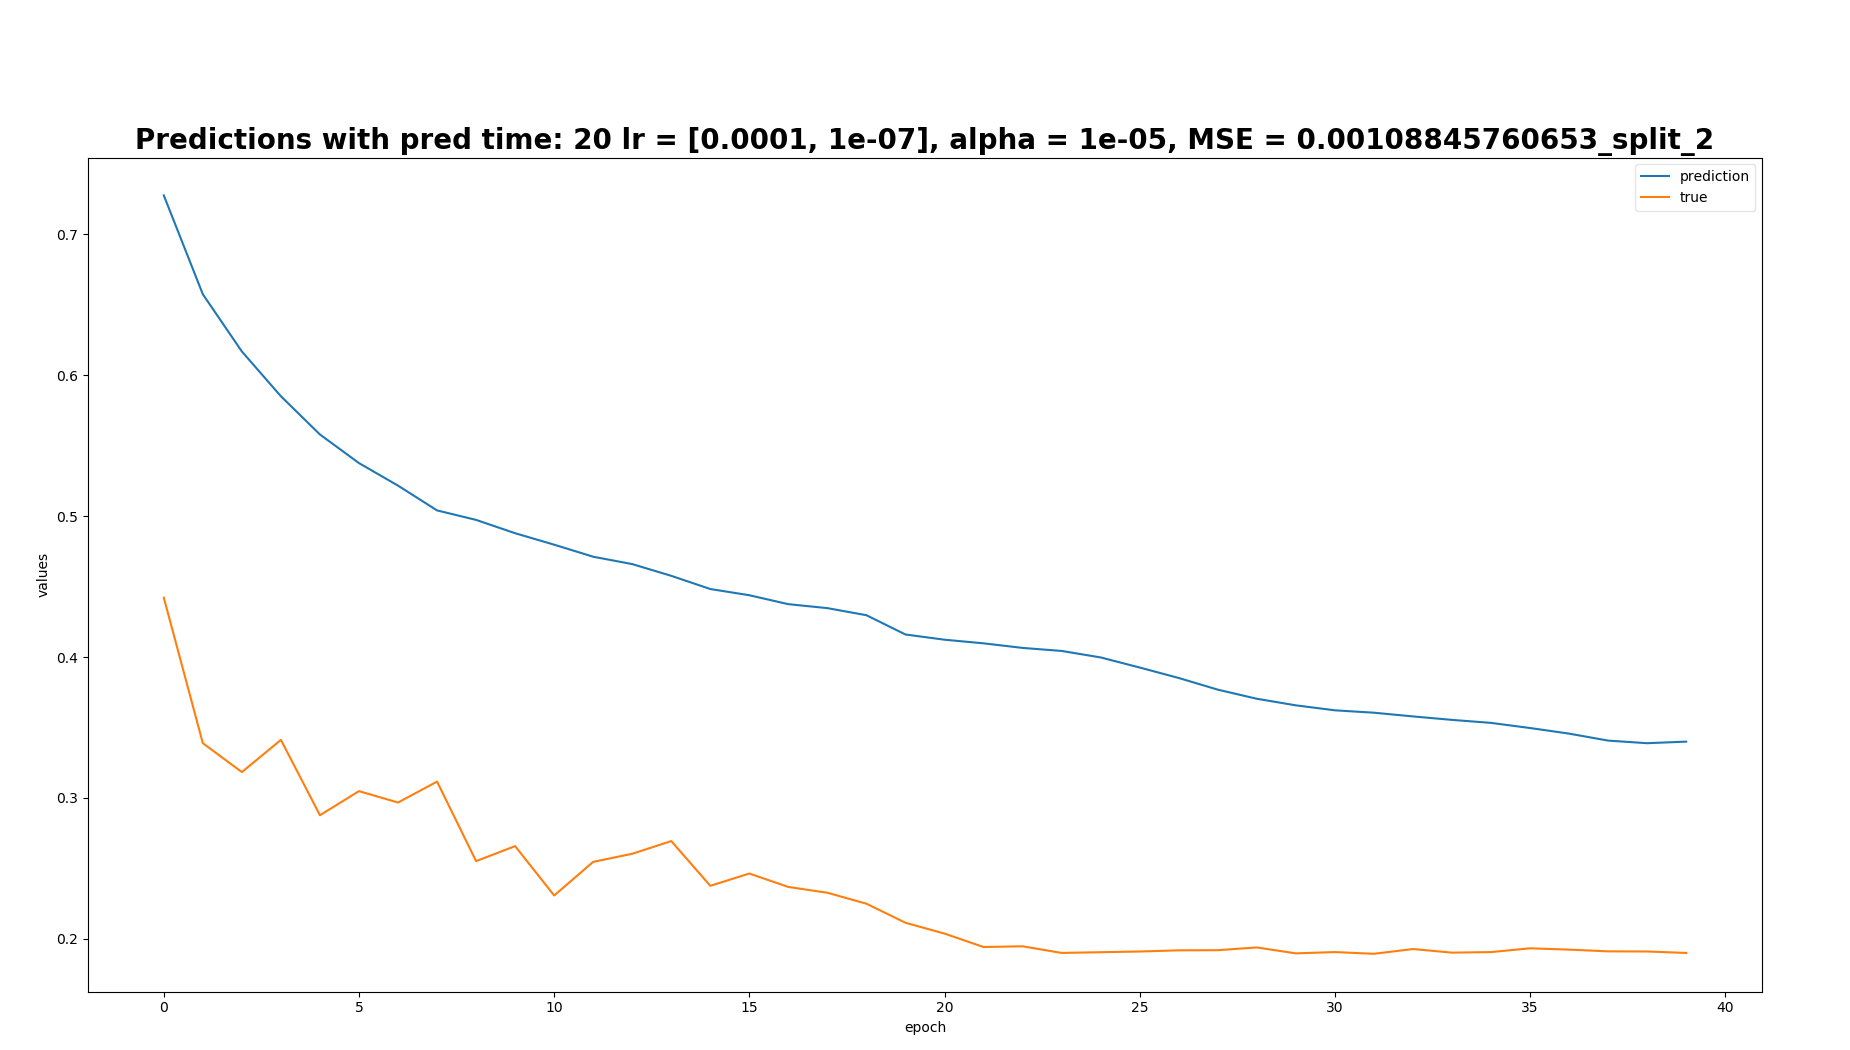 Predictions with pred time: 20 lr = [0.0001, 1e-07], alpha = 1e-05, MSE = 0.00108845760653_split_2
prediction
true
0.7
0.6
0.5
0.4
0.3
0.2
values
0 5 10 15 20 25 30 35 40
epoch